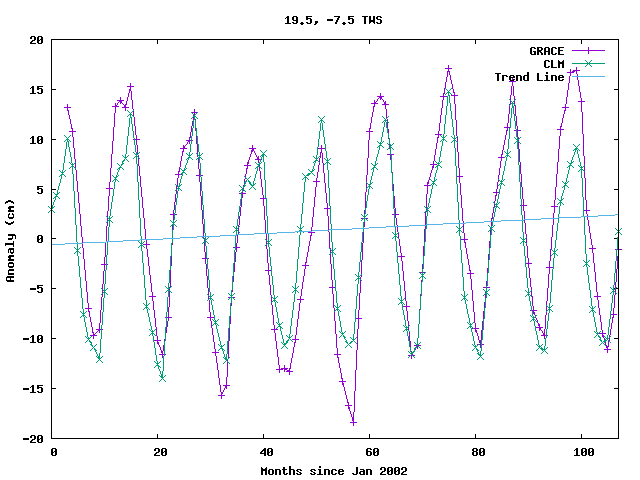 19.5, -7.5 TWS
GRACE
CLM
Trend Line
20
15
10
5
0
-5
-10
-15
-20
Anomaly (cm)
0 20 40 60 80 100
Months since Jan 2002